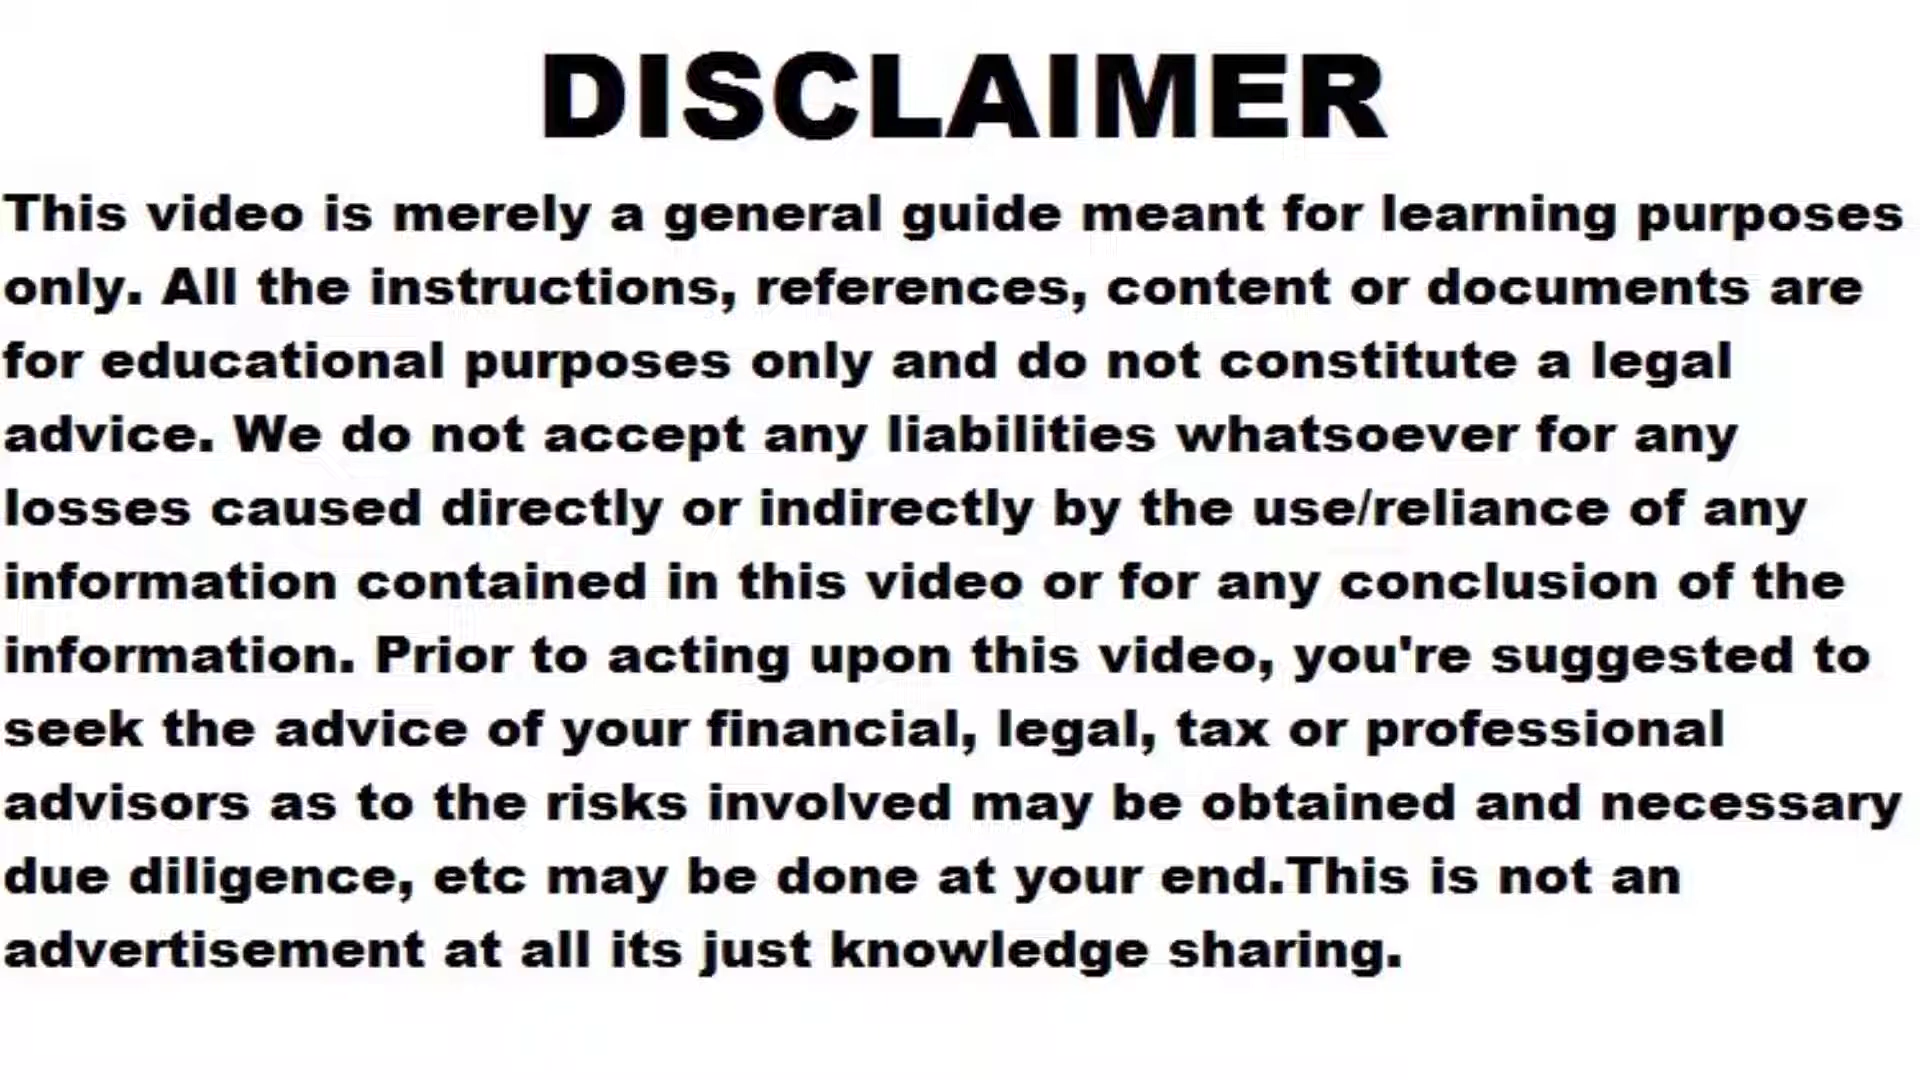 DISCLAIMER
This video is merely a general guide meant for learning purposes
only. All the instructions, references, content or documents are
for educational purposes only and do not constitute a legal
advice. We do not accept any liabilities whatsoever for any
losses caused directly or indirectly by the use/reliance of any
information contained in this video or for any conclusion of the
information. Prior to acting upon this video, you're suggested to
seek the advice of your financial, legal, tax or professional
advisors as to the risks involved may be obtained and necessary
due diligence, etc may be done at your end.This is not an
advertisement at all its just knowledge sharing.